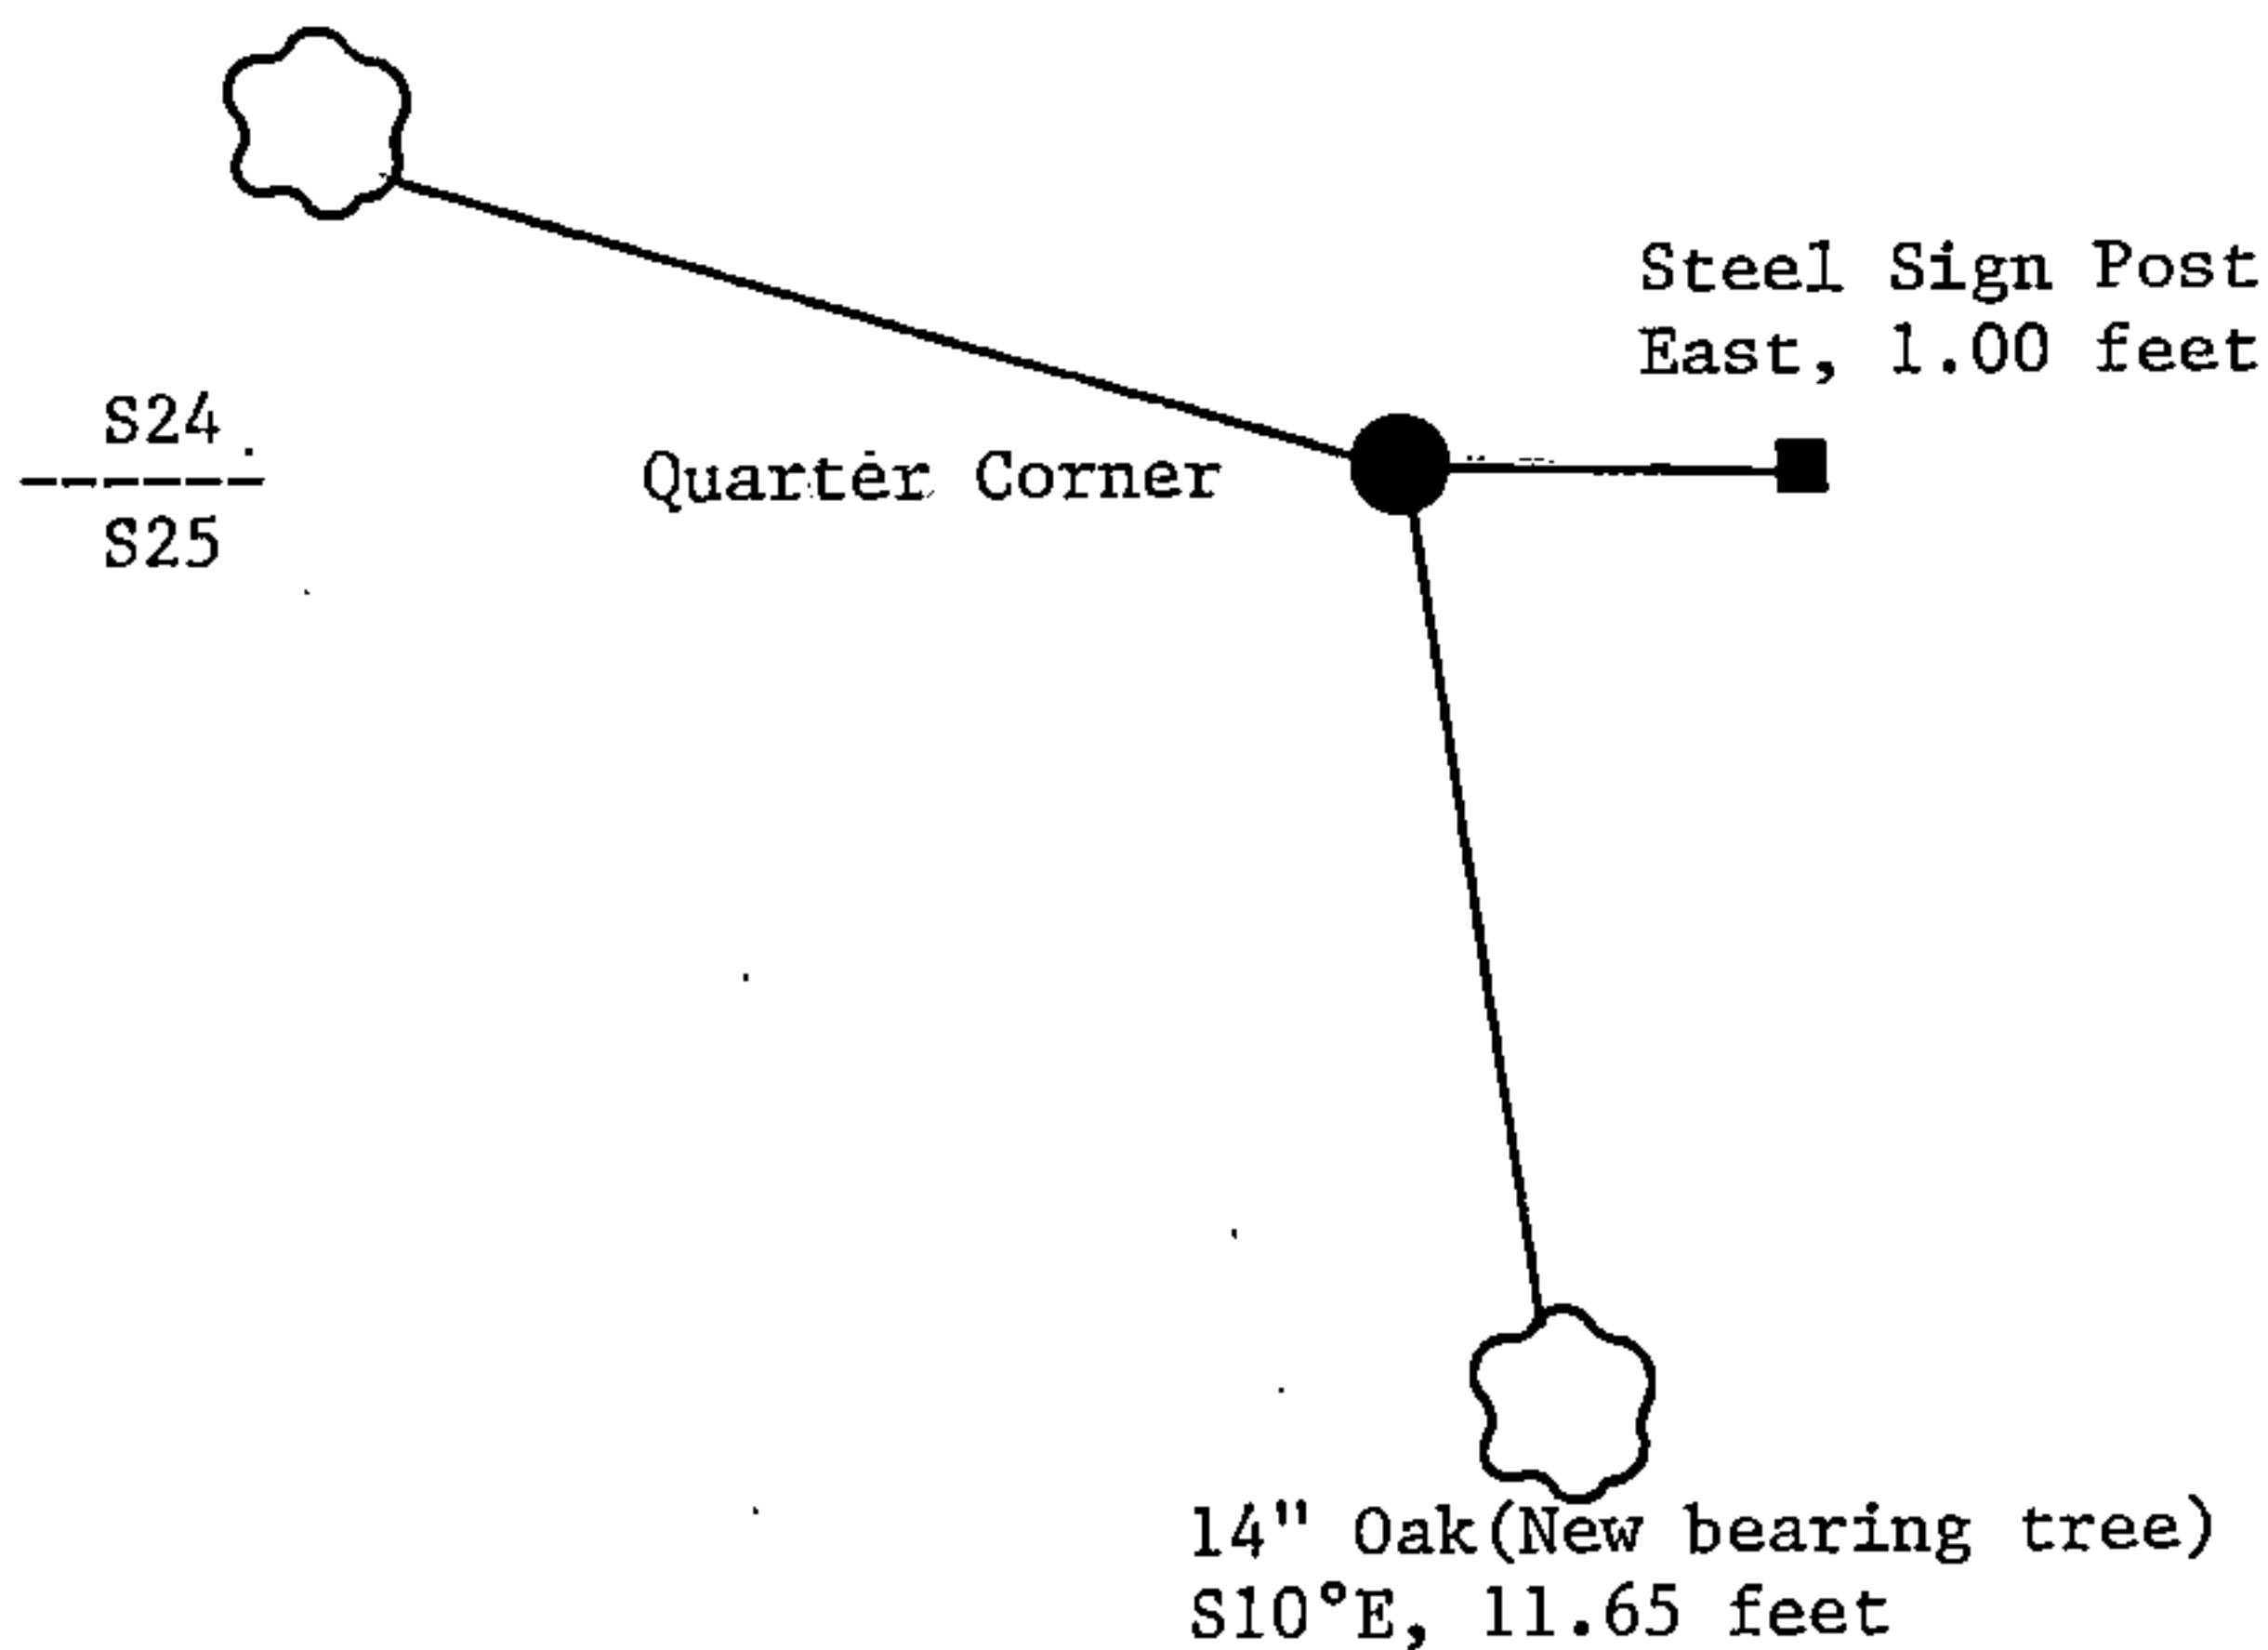 Steel Sign Post
East, 1.00 feet
S24
S25
Quarter Corner
14" Oak(New bearing tree)
S10°E, 11.65 feet